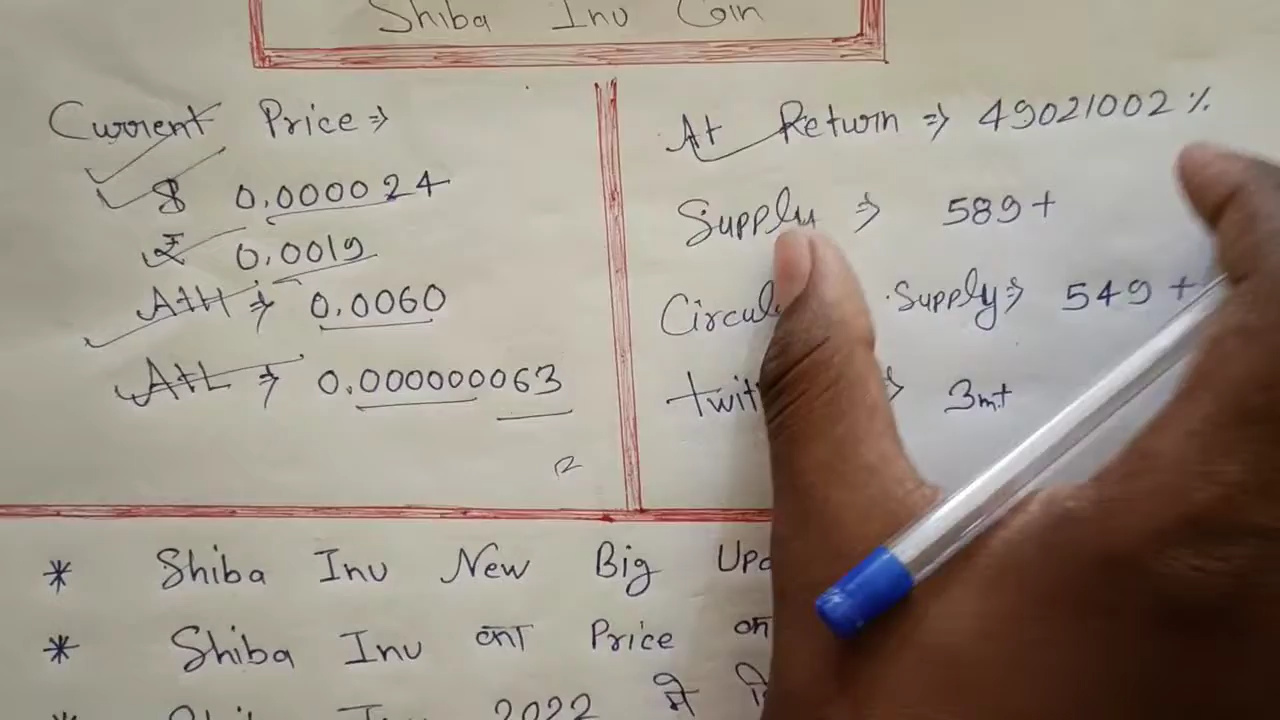 Shiba Inu Coin
Current Price ⇒
$ 0.000024
₹ 0.0019
ATH ⇒ 0.0060
ATL ⇒ 0.000000063
At Return ⇒ 49021002 %
Supply ⇒ 589+
Supply ⇒ 549 +
⇒ 3m+
* Shiba Inu New Big
* Shiba Inu का Price
2022 में